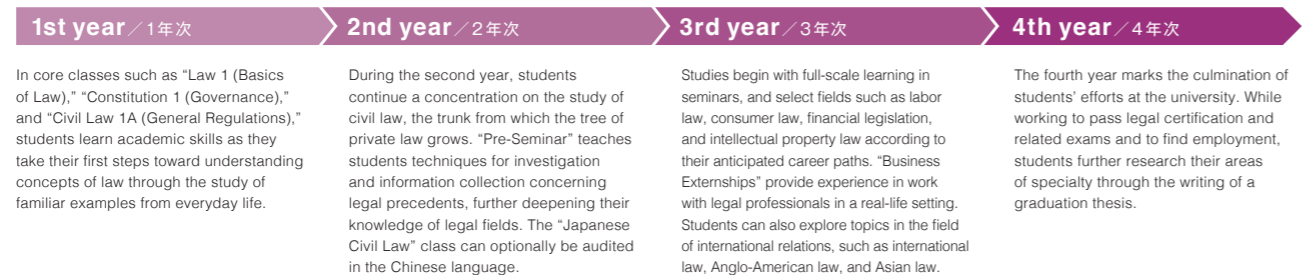 1st year／1年次
In core classes such as “Law 1 (Basics
of Law),” “Constitution 1 (Governance),”
and “Civil Law 1A (General Regulations),”
students learn academic skills as they
take their first steps toward understanding
concepts of law through the study of
familiar examples from everyday life.
2nd year／2年次
During the second year, students
continue a concentration on the study of
civil law, the trunk from which the tree of
private law grows. “Pre-Seminar” teaches
students techniques for investigation
and information collection concerning
legal precedents, further deepening their
knowledge of legal fields. The “Japanese
Civil Law” class can optionally be audited
in the Chinese language.
3rd year／3年次
Studies begin with full-scale learning in
seminars, and select fields such as labor
law, consumer law, financial legislation,
and intellectual property law according to
their anticipated career paths. “Business
Externships” provide experience in work
with legal professionals in a real-life setting.
Students can also explore topics in the field
of international relations, such as international
law, Anglo-American law, and Asian law.
4th year／4年次
The fourth year marks the culmination of
students’ efforts at the university. While
working to pass legal certification and
related exams and to find employment,
students further research their areas
of specialty through the writing of a
graduation thesis.